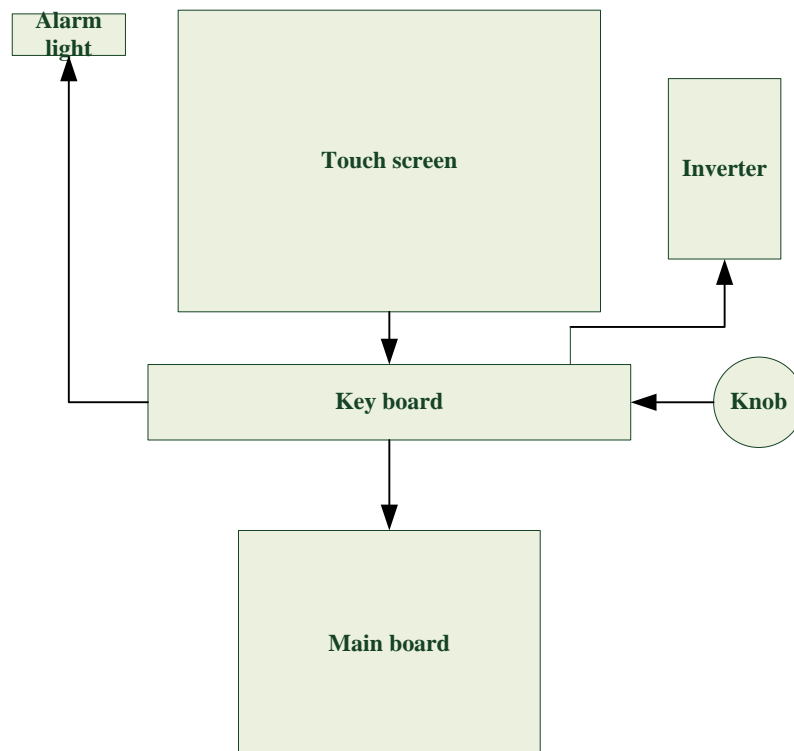 Alarm
light
Touch screen
Inverter
Key board
Knob
Main board